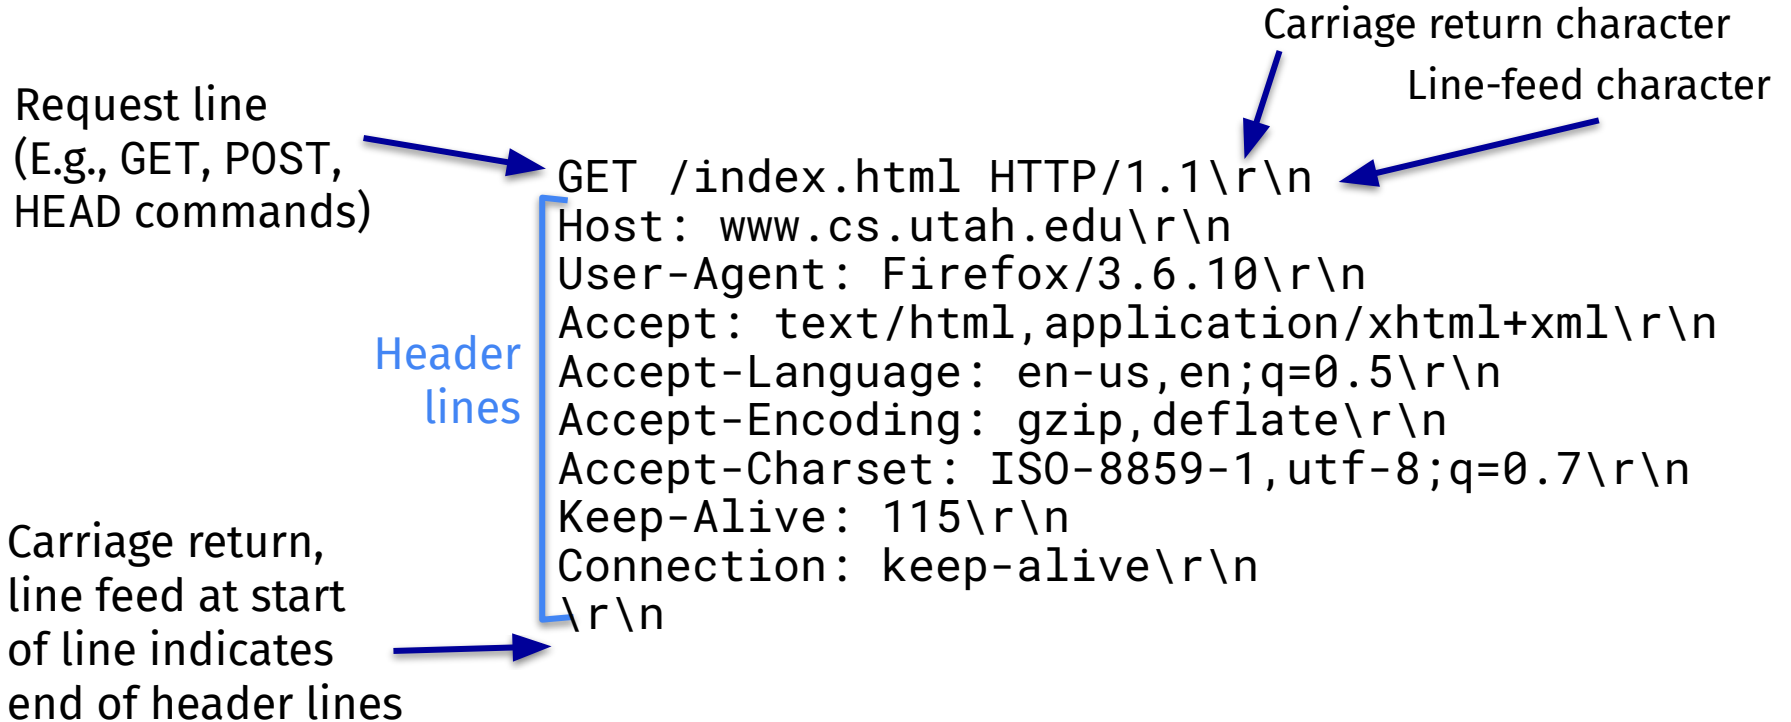 Carriage return character
Line-feed character
Request line
(E.g., GET, POST,
HEAD commands)
GET /index.html HTTP/1.1\r\n
Host: www.cs.utah.edu\r\n
User-Agent: Firefox/3.6.10\r\n
Accept: text/html,application/xhtml+xml\r\n
Accept-Language: en-us,en;q=0.5\r\n
Accept-Encoding: gzip,deflate\r\n
Accept-Charset: ISO-8859-1,utf-8;q=0.7\r\n
Keep-Alive: 115\r\n
Connection: keep-alive\r\n
\r\n
Header
lines
Carriage return,
line feed at start
of line indicates
end of header lines